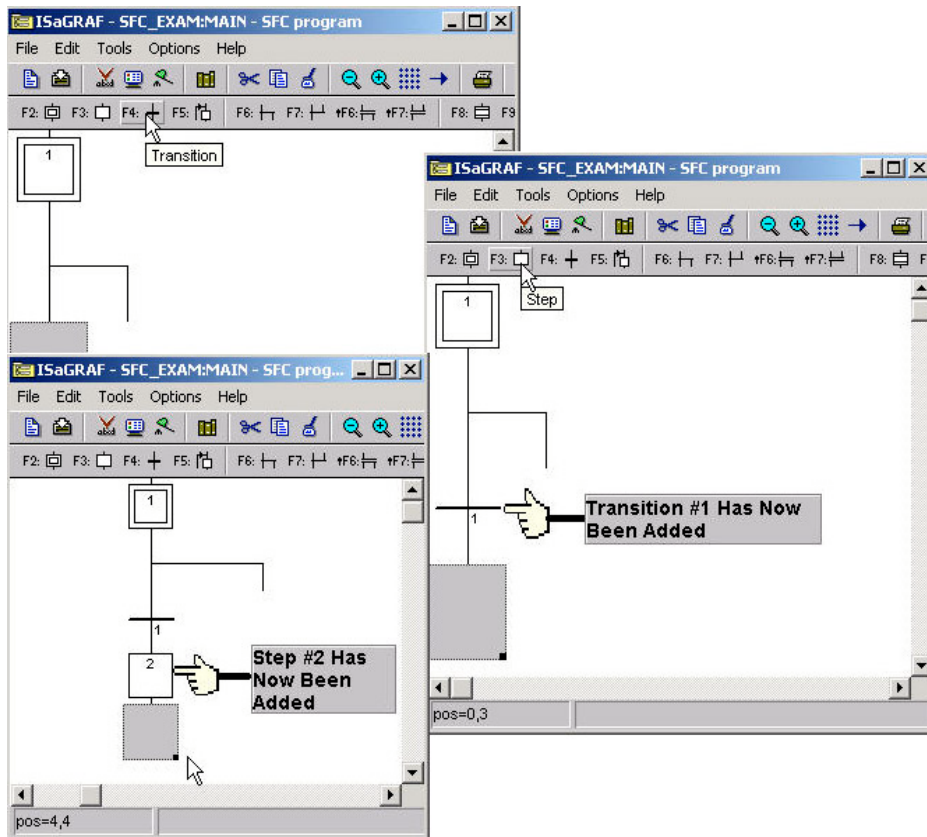 ISaGRAF - SFC_EXAM:MAIN - SFC program
File Edit Tools Options Help
F2: F3: F4: F5: F6: F7: ↑F6: ↑F7: F8: F9
Transition
1
ISaGRAF - SFC_EXAM:MAIN - SFC program
File Edit Tools Options Help
F2: F3: F4: F5: F6: F7: ↑F6: ↑F7: F8: F
Step
1
1
Transition #1 Has Now
Been Added
pos=0,3
ISaGRAF - SFC_EXAM:MAIN - SFC prog...
File Edit Tools Options Help
F2: F3: F4: F5: F6: F7: ↑F6: ↑F7:
1
1
2
Step #2 Has
Now Been
Added
pos=4,4